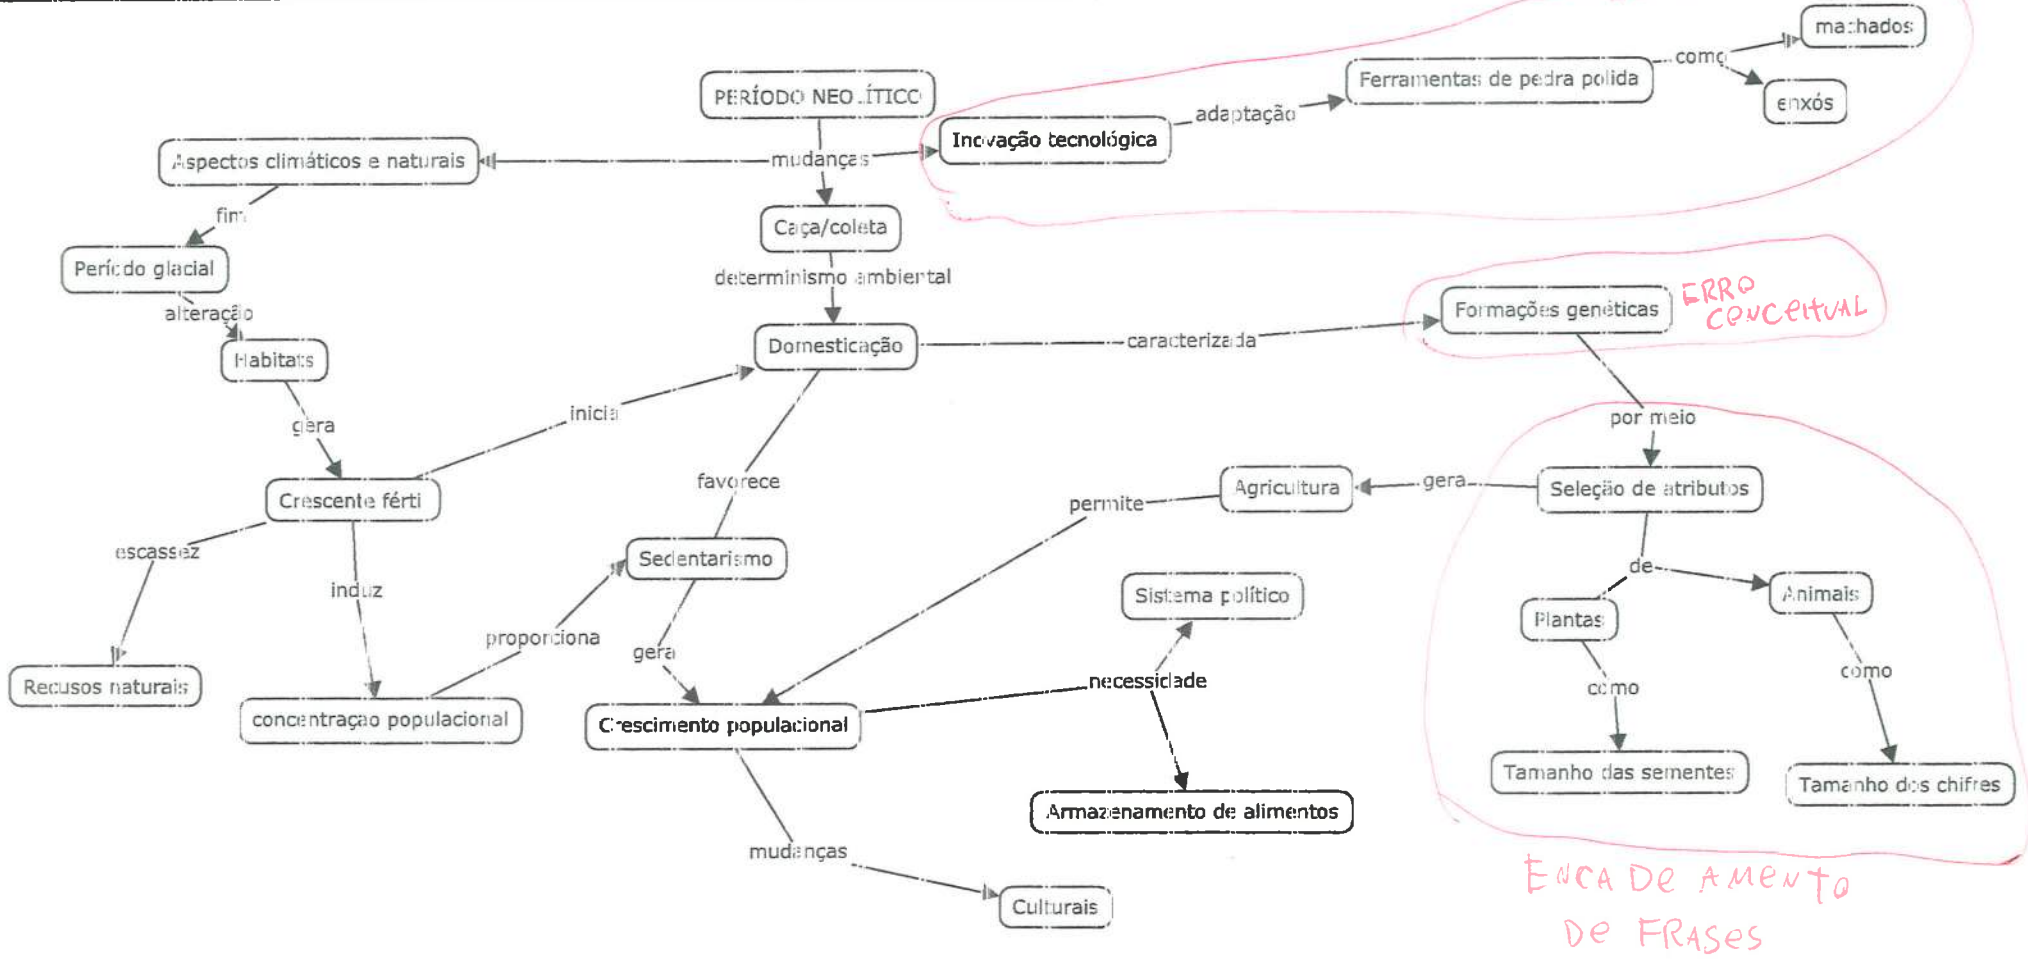 machados
como
Ferramentas de pedra polida
PERÍODO NEOLÍTICO
enxós
adaptação
Inovação tecnológica
Aspectos climáticos e naturais
mudanças
fim
Caça/coleta
Período glacial
determinismo ambiental
Formações genéticas
ERRO
CONCEITUAL
alteração
Domesticação
caracterizada
Habitats
inicia
por meio
gera
favorece
Agricultura
gera
Seleção de atributos
Crescente férti
permite
escassez
Sedentarismo
de
induz
Sistema político
Animais
Plantas
proporciona
gera
como
Recusos naturais
necessidade
como
concentração populacional
Crescimento populacional
Tamanho das sementes
Tamanho dos chifres
Armazenamento de alimentos
mudanças
Culturais
ENCADEAMENTO
DE FRASES